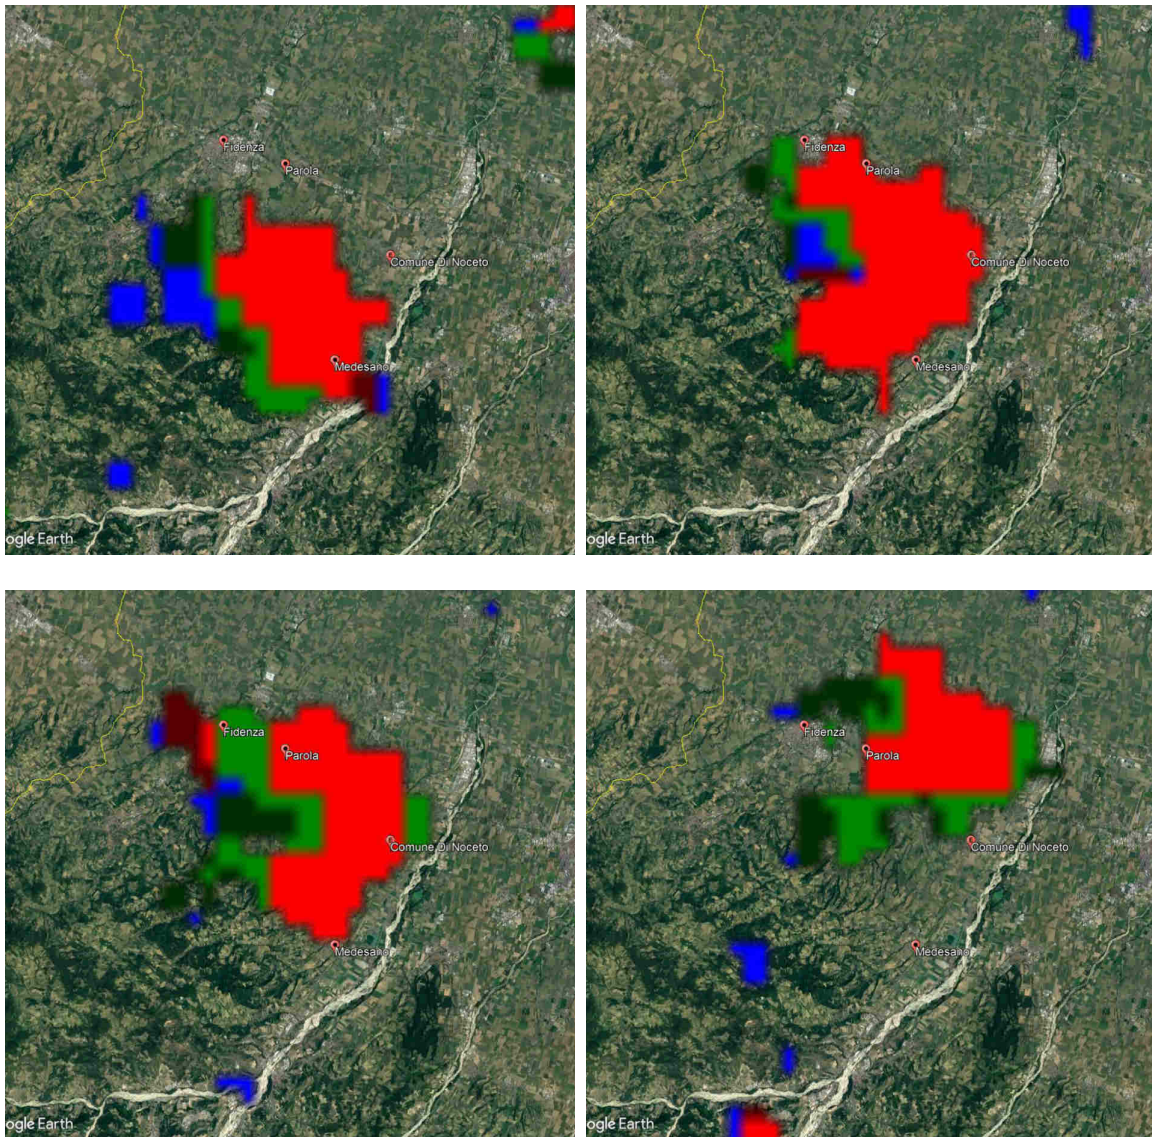 Fidenza
Parola
Comune Di Noceto
Medesano
ogle Earth
Fidenza
Parola
Comune Di Noceto
Medesano
ogle Earth
Fidenza
Parola
Comune Di Noceto
Medesano
ogle Earth
Fidenza
Parola
Comune Di Noceto
Medesano
ogle Earth